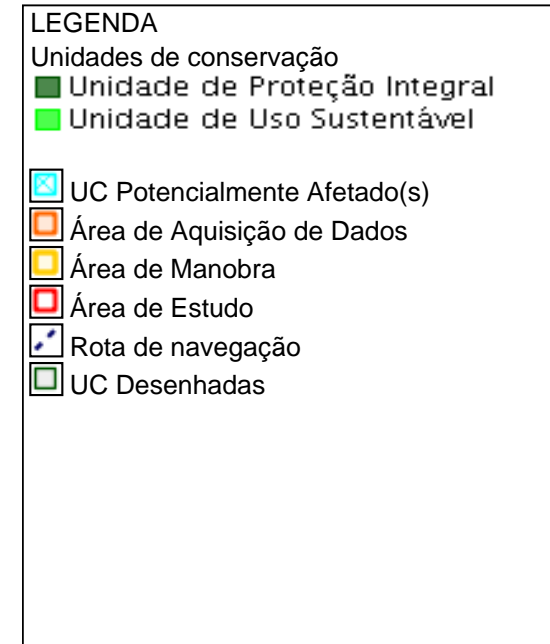 LEGENDA
Unidades de conservação
Unidade de Proteção Integral
Unidade de Uso Sustentável
UC Potencialmente Afetado(s)
Área de Aquisição de Dados
Área de Manobra
Área de Estudo
Rota de navegação
UC Desenhadas